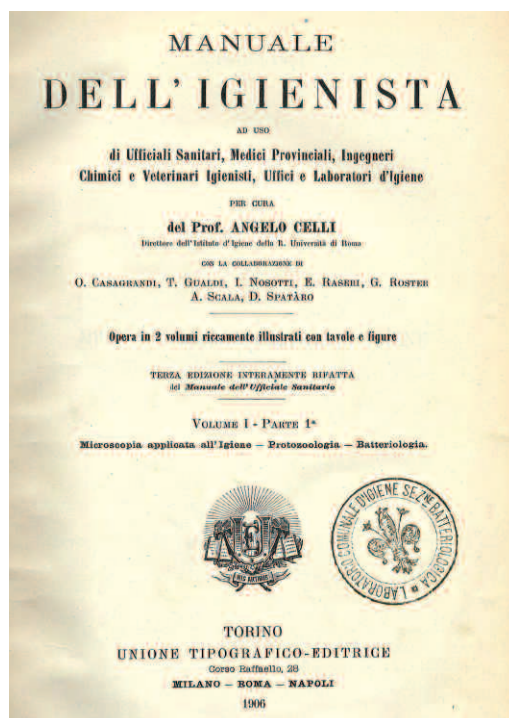 MANUALE
DELL'IGIENISTA
AD USO
di Ufficiali Sanitari, Medici Provinciali, Ingegneri
Chimici e Veterinari Igienisti, Uffici e Laboratori d'Igiene
PER CURA
del Prof. ANGELO CELLI
Direttore dell'Istituto d'Igiene della R. Università di Roma
CON LA COLLABORAZIONE DI
O. CASAGRANDI, T. GUALDI, I. NOSOTTI, E. RASERI, G. ROSTER
A. SCALA, D. SPATÀRO
Opera in 2 volumi riccamente illustrati con tavole e figure
TERZA EDIZIONE INTERAMENTE RIFATTA
del Manuale dell'Ufficiale Sanitario
VOLUME I - PARTE 1ª
Microscopia applicata all'Igiene — Protozoologia — Batteriologia.
LABORATORIO COMUNALE D'IGIENE SEZ.NE BATTERIOLOGICA
TORINO
UNIONE TIPOGRAFICO-EDITRICE
Corso Raffaello, 28
MILANO — ROMA — NAPOLI
1906